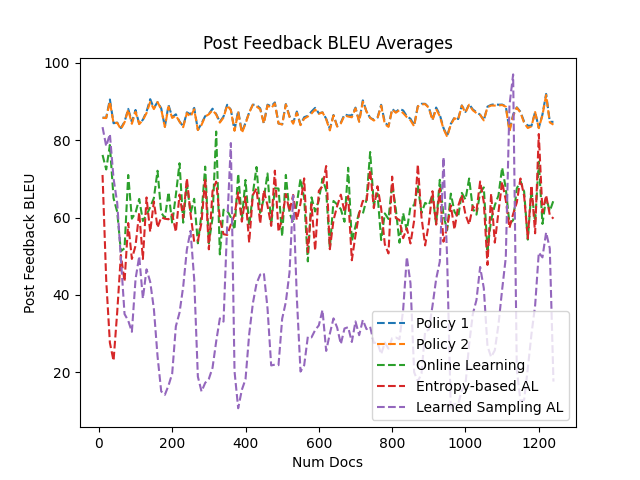 Post Feedback BLEU Averages
100
80
60
40
20
Post Feedback BLEU
0
200
400
600
800
1000
1200
Num Docs
Policy 1
Policy 2
Online Learning
Entropy-based AL
Learned Sampling AL